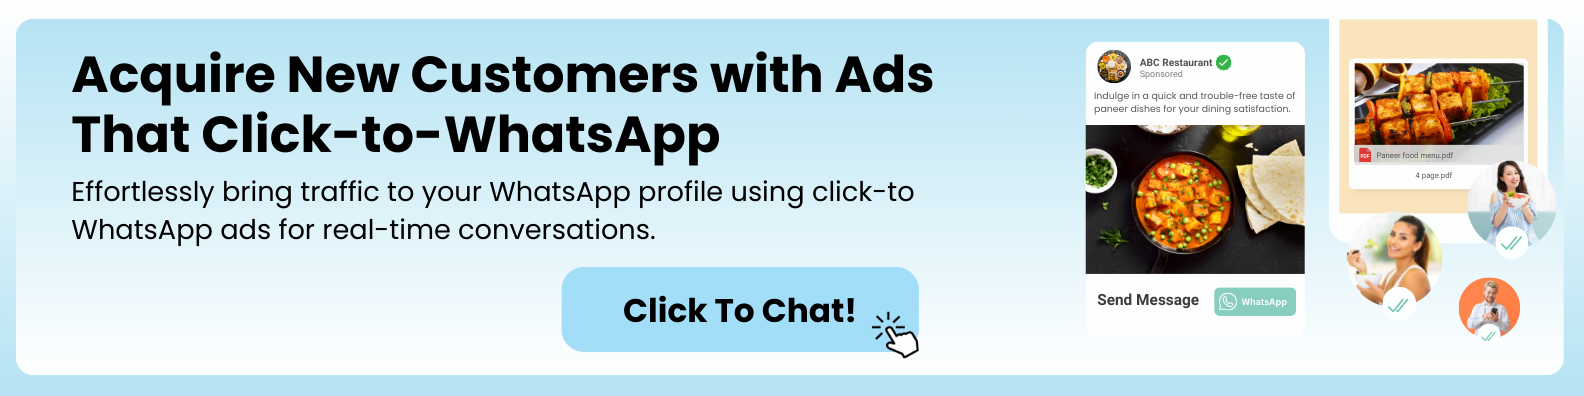 Acquire New Customers with Ads
That Click-to-WhatsApp
Effortlessly bring traffic to your WhatsApp profile using click-to
WhatsApp ads for real-time conversations.
Click To Chat!
ABC Restaurant
Sponsored
Indulge in a quick and trouble-free taste of
paneer dishes for your dining satisfaction.
Send Message
WhatsApp
PDF
Paneer food menu.pdf
4 page.pdf